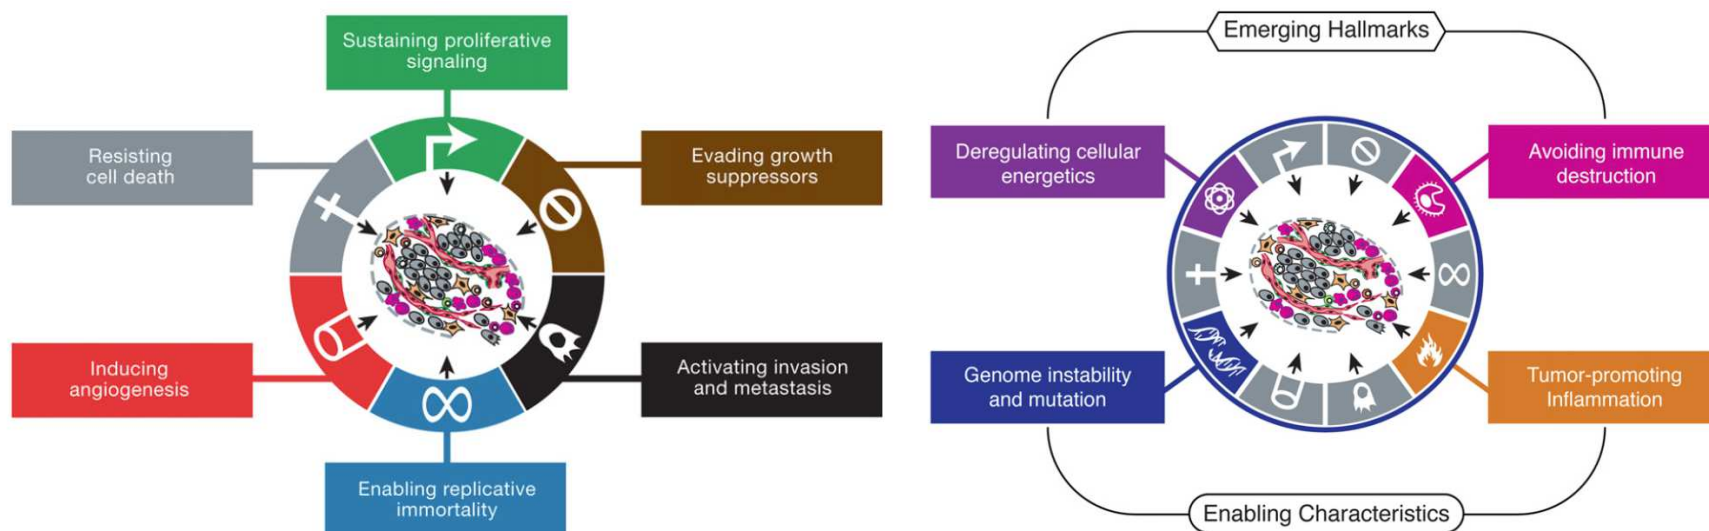 Sustaining proliferative
signaling
Resisting
cell death
Evading growth
suppressors
Inducing
angiogenesis
Activating invasion
and metastasis
Enabling replicative
immortality
Emerging Hallmarks
Deregulating cellular
energetics
Avoiding immune
destruction
Genome instability
and mutation
Tumor-promoting
Inflammation
Enabling Characteristics